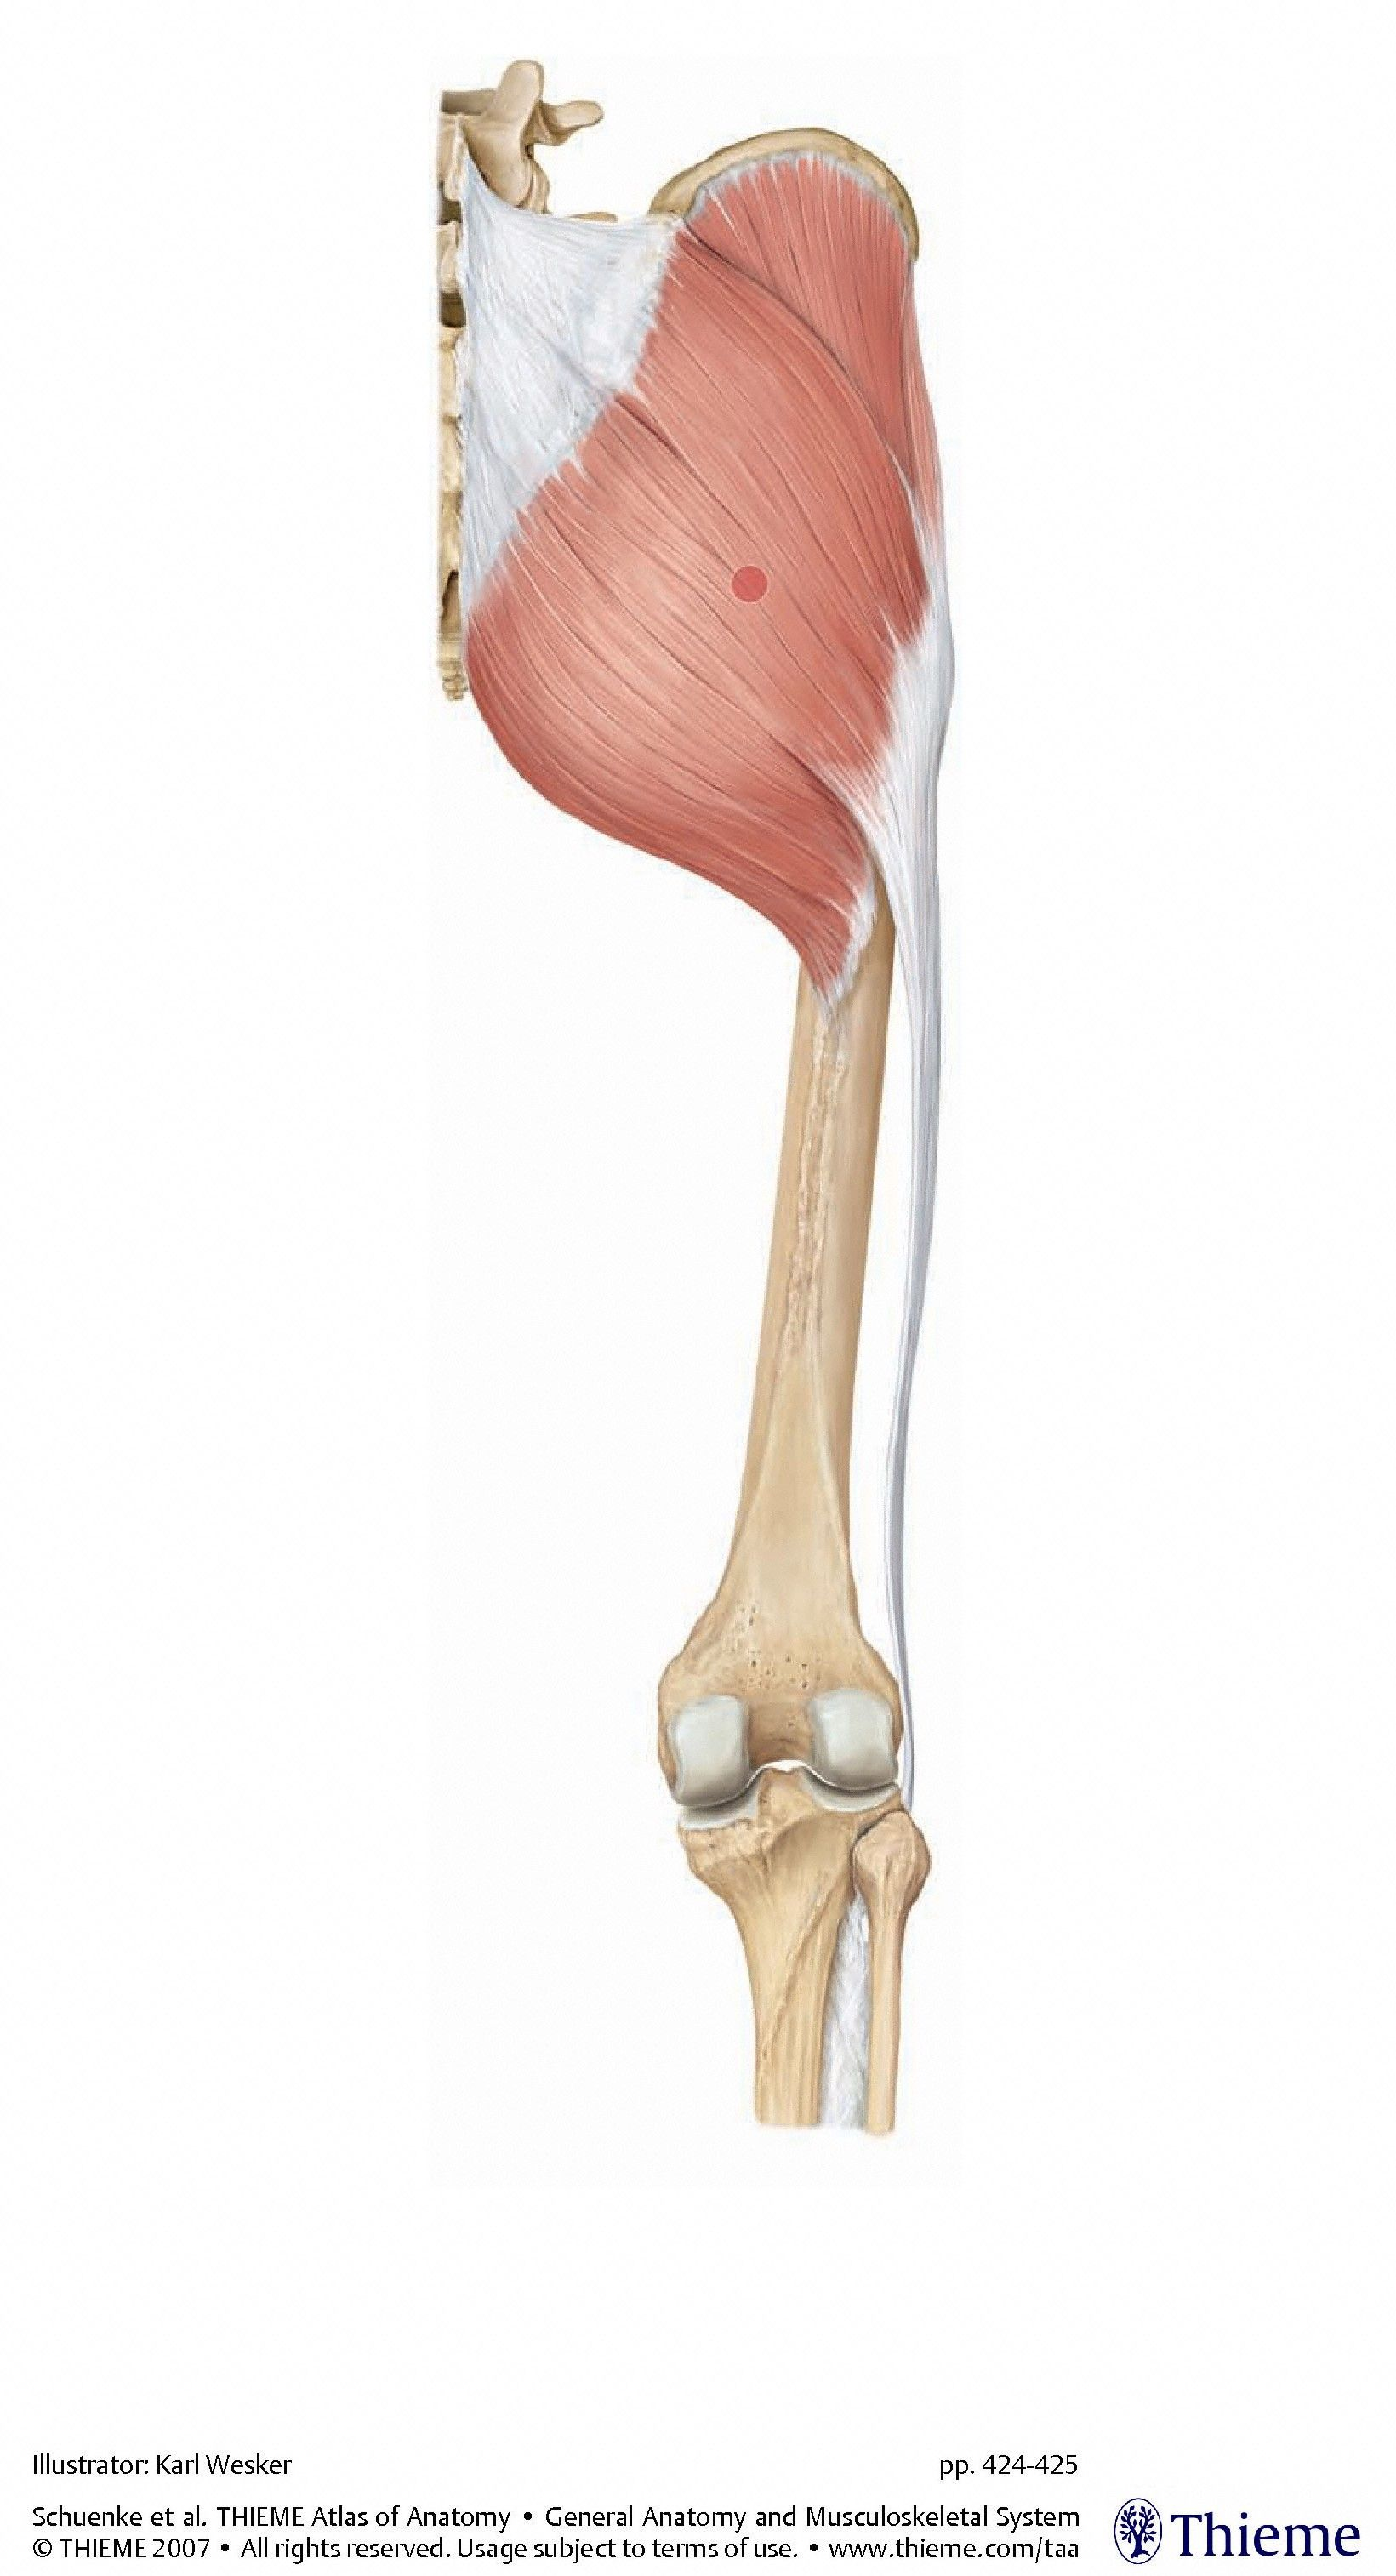 Illustrator: Karl Wesker
pp. 424-425
Schuenke et al. THIEME Atlas of Anatomy • General Anatomy and Musculoskeletal System
© THIEME 2007 • All rights reserved. Usage subject to terms of use. • www.thieme.com/taa
Thieme